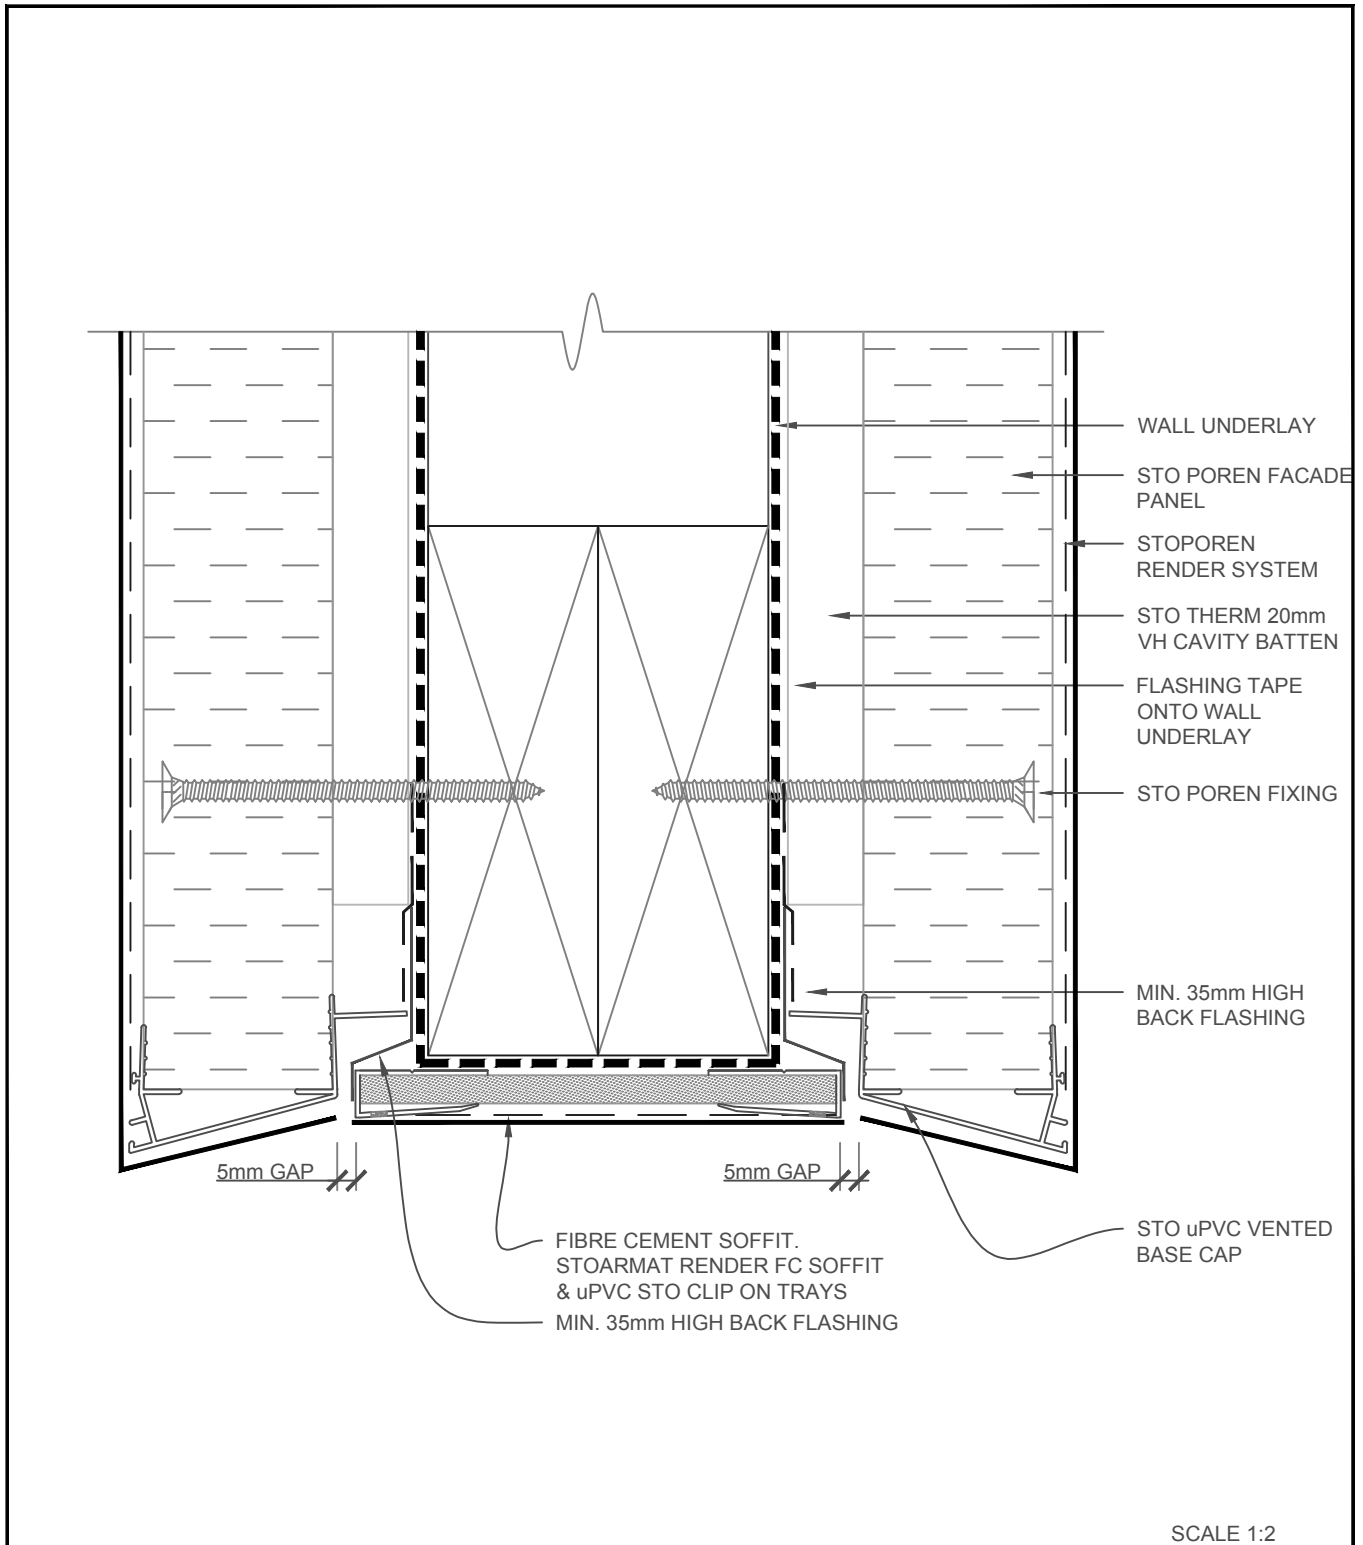 WALL UNDERLAY
STO POREN FACADE
PANEL
STOPOREN
RENDER SYSTEM
STO THERM 20mm
VH CAVITY BATTEN
FLASHING TAPE
ONTO WALL
UNDERLAY
STO POREN FIXING
MIN. 35mm HIGH
BACK FLASHING
5mm GAP
5mm GAP
STO uPVC VENTED
BASE CAP
FIBRE CEMENT SOFFIT.
STOARMAT RENDER FC SOFFIT
& uPVC STO CLIP ON TRAYS
MIN. 35mm HIGH BACK FLASHING
SCALE 1:2